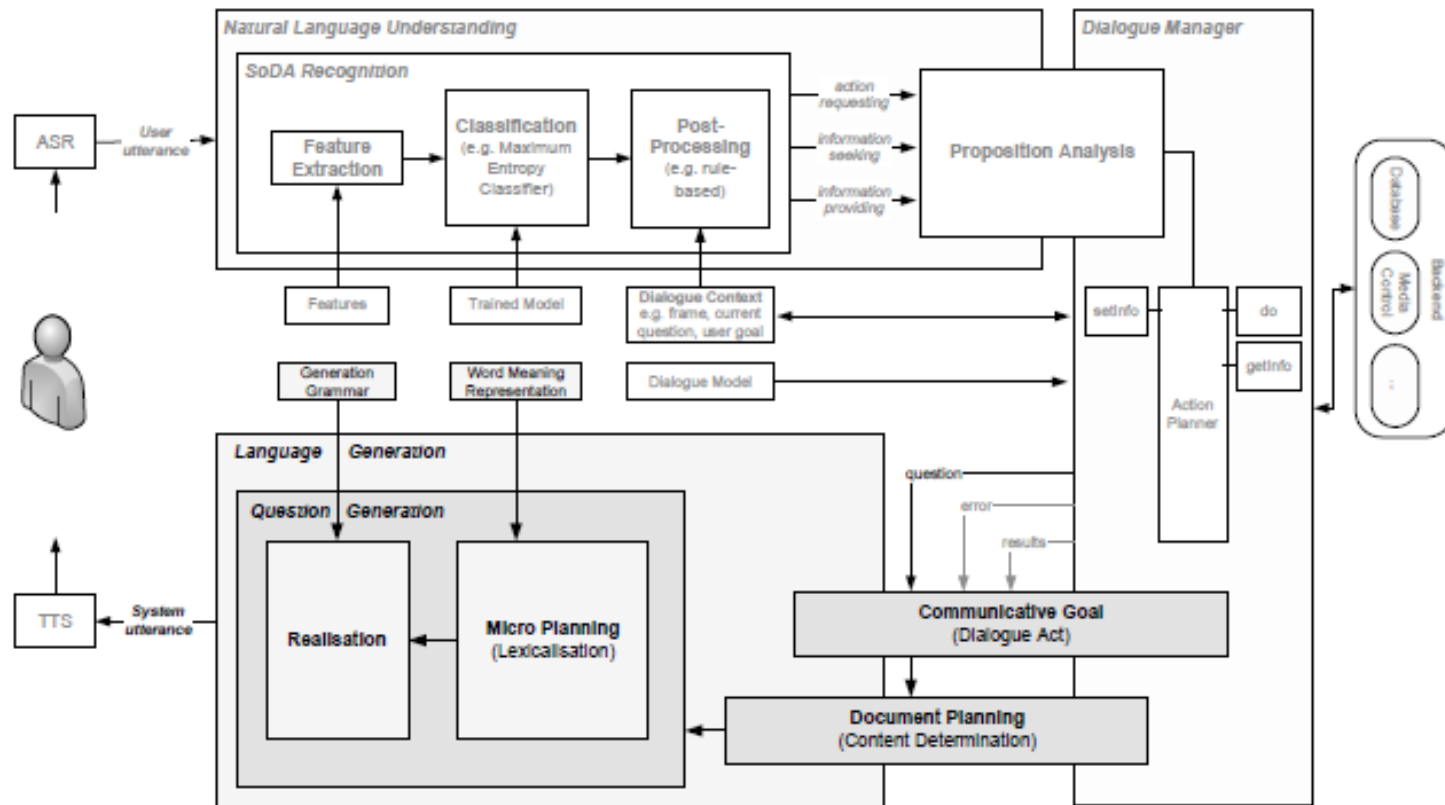 Natural Language Understanding
Dialogue Manager
SoDA Recognition
ASR
User
utterance
Feature
Extraction
Classification
(e.g. Maximum
Entropy
Classifier)
Post-
Processing
(e.g. rule-
based)
action
requesting
information
seeking
information
providing
Proposition Analysis
Database
Media
Control
...
Backend
Features
Trained Model
Dialogue Context
e.g. frame, current
question, user goal
setInfo
do
getInfo
Action
Planner
Generation
Grammar
Word Meaning
Representation
Dialogue Model
Language Generation
Question Generation
question
error
results
TTS
System
utterance
Realisation
Micro Planning
(Lexicalisation)
Communicative Goal
(Dialogue Act)
Document Planning
(Content Determination)